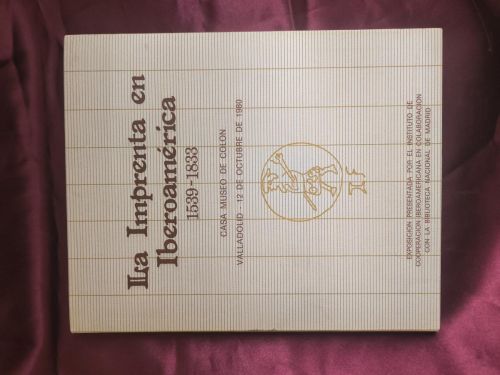 La Imprenta en
Iberoamérica
1539-1833
CASA MUSEO DE COLON
VALLADOLID 12 DE OCTUBRE DE 1980
EXPOSICION PRESENTADA POR EL INSTITUTO DE
COOPERACION IBEROAMERICANA EN COLABORACION
CON LA BIBLIOTECA NACIONAL DE MADRID